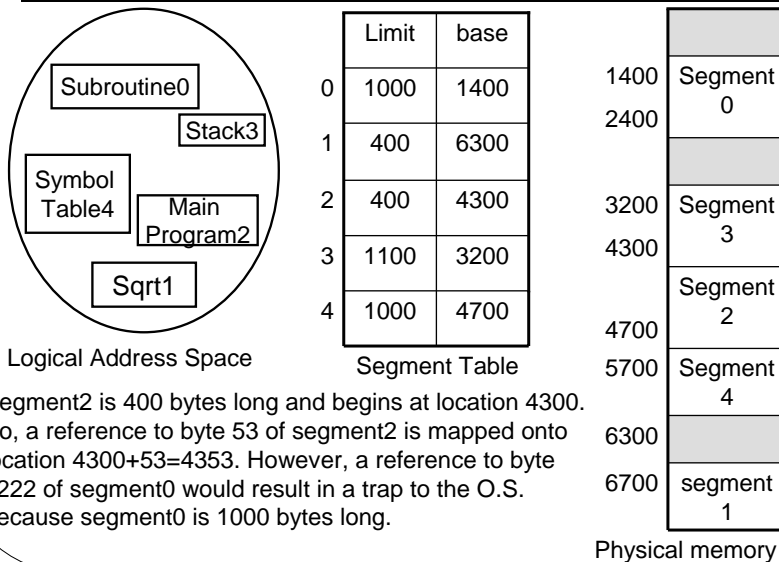 Subroutine0
Stack3
Symbol
Table4
Main
Program2
Sqrt1
Logical Address Space
Limit base
0 1000 1400
1 400 6300
2 400 4300
3 1100 3200
4 1000 4700
Segment Table
1400 Segment
0
2400
3200 Segment
3
4300
Segment
2
4700
5700 Segment
4
6300
6700 segment
1
Physical memory
egment2 is 400 bytes long and begins at location 4300.
o, a reference to byte 53 of segment2 is mapped onto
ocation 4300+53=4353. However, a reference to byte
222 of segment0 would result in a trap to the O.S.
ecause segment0 is 1000 bytes long.